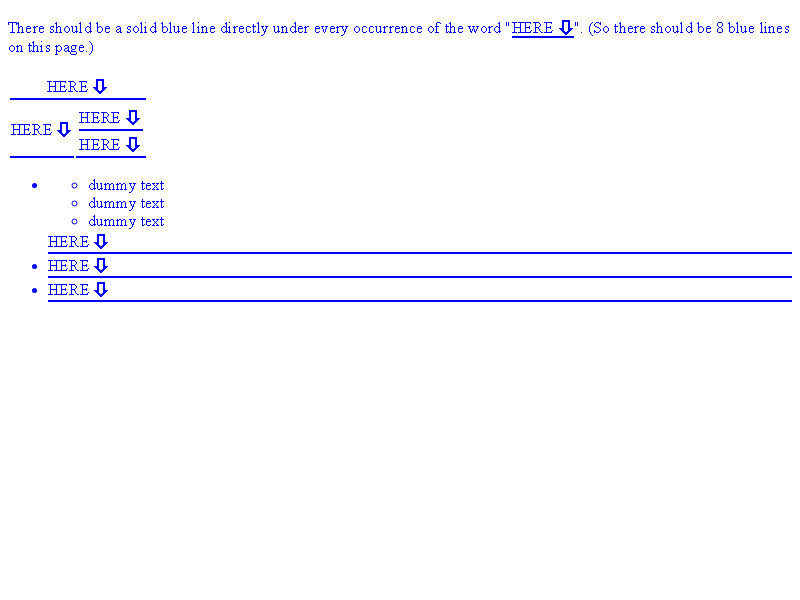 There should be a solid blue line directly under every occurrence of the word "HERE ⇩". (So there should be 8 blue lines
on this page.)
HERE ⇩
HERE ⇩
HERE ⇩
HERE ⇩
dummy text
dummy text
dummy text
HERE ⇩
HERE ⇩
HERE ⇩